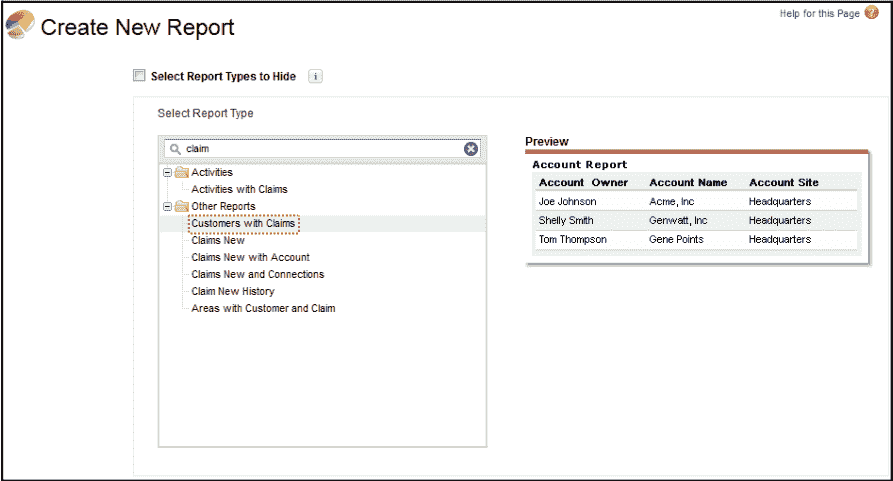 Help for this Page
Create New Report
Select Report Types to Hide i
Select Report Type
claim
Activities
Activities with Claims
Other Reports
Customers with Claims
Claims New
Claims New with Account
Claims New and Connections
Claim New History
Areas with Customer and Claim
Preview
Account Report
Account Owner Account Name Account Site
Joe Johnson Acme, Inc Headquarters
Shelly Smith Genwatt, Inc Headquarters
Tom Thompson Gene Points Headquarters